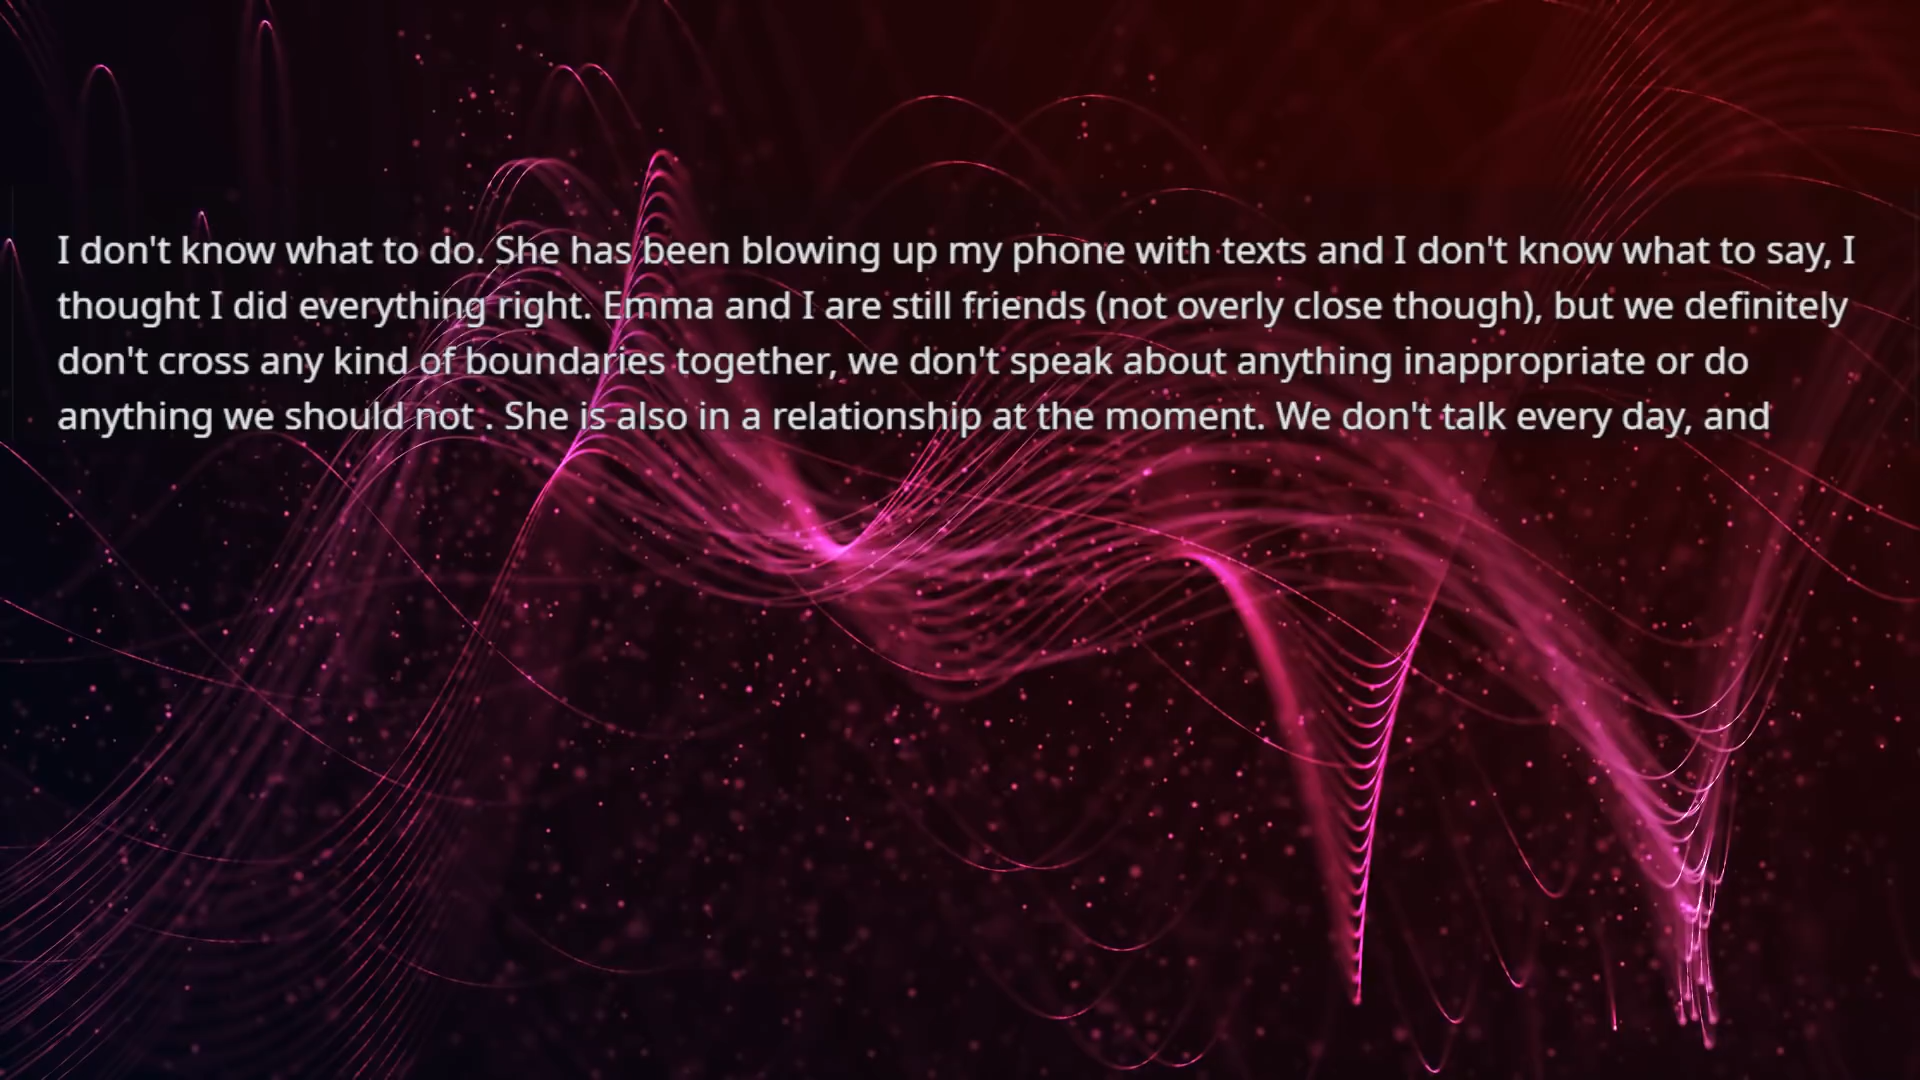 I don't know what to do. She has been blowing up my phone with texts and I don't know what to say, I
thought I did everything right. Emma and I are still friends (not overly close though), but we definitely
don't cross any kind of boundaries together, we don't speak about anything inappropriate or do
anything we should not . She is also in a relationship at the moment. We don't talk every day, and